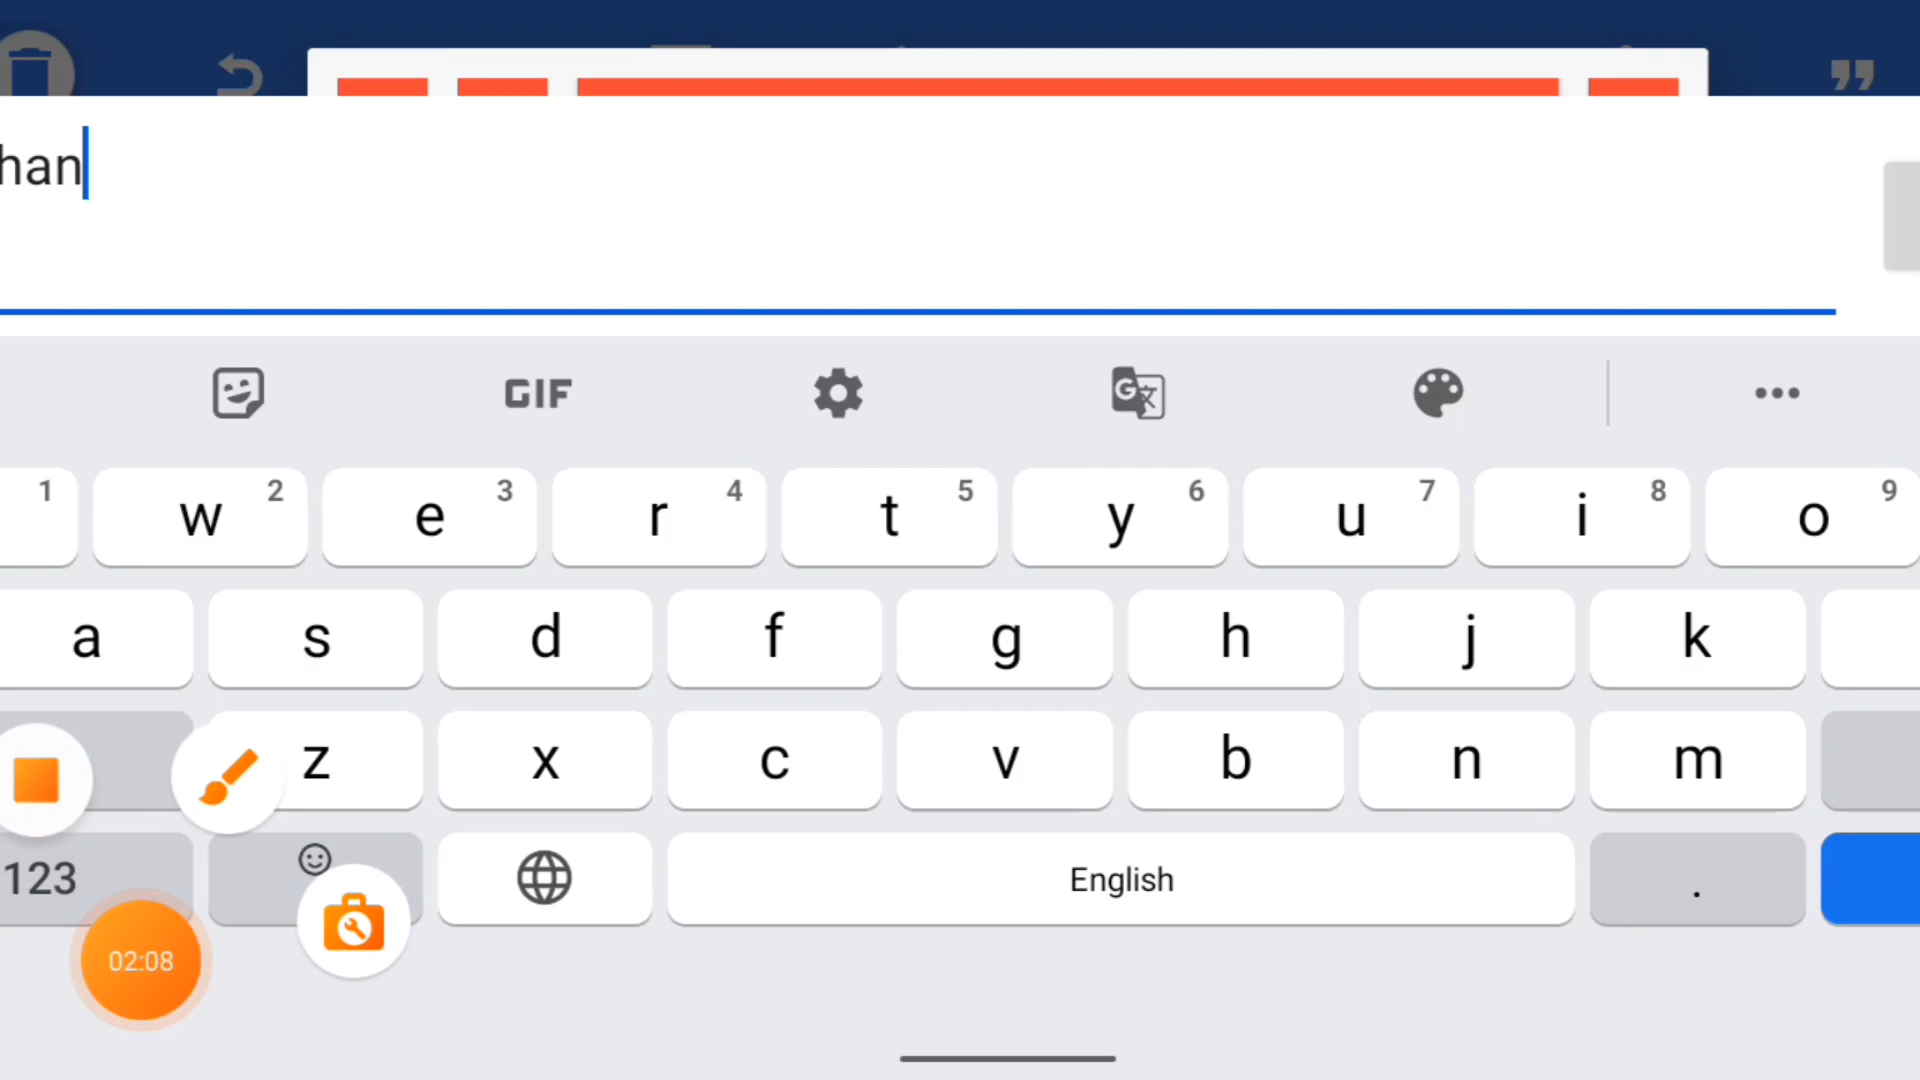 han
GIF
G
1 w 2 e 3 r 4 t 5 y 6 u 7 i 8 o 9
a s d f g h j k
z x c v b n m
123 English .
02:08